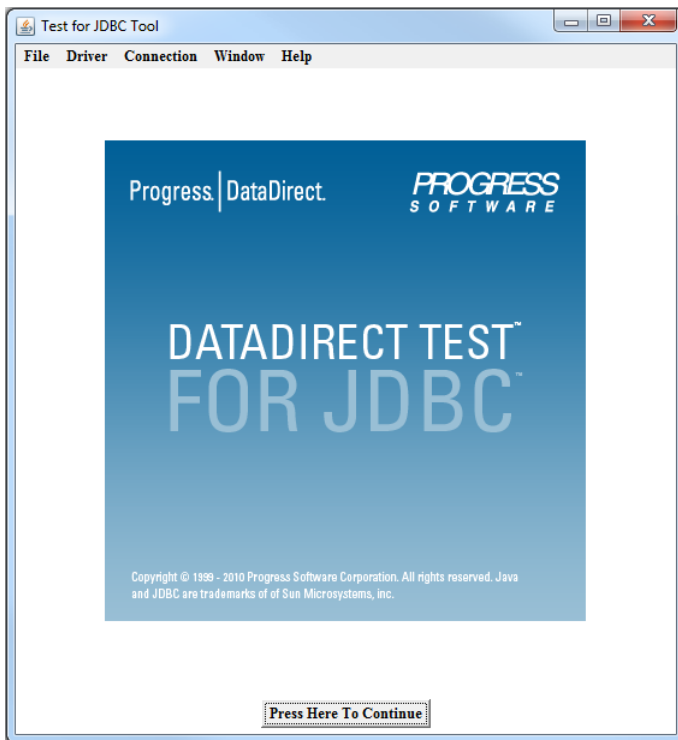 Test for JDBC Tool
File Driver Connection Window Help
Progress. DataDirect. PROGRESS
SOFTWARE
DATADIRECT TEST™
FOR JDBC™
Copyright © 1999 - 2010 Progress Software Corporation. All rights reserved. Java
and JDBC are trademarks of of Sun Microsystems, inc.
Press Here To Continue